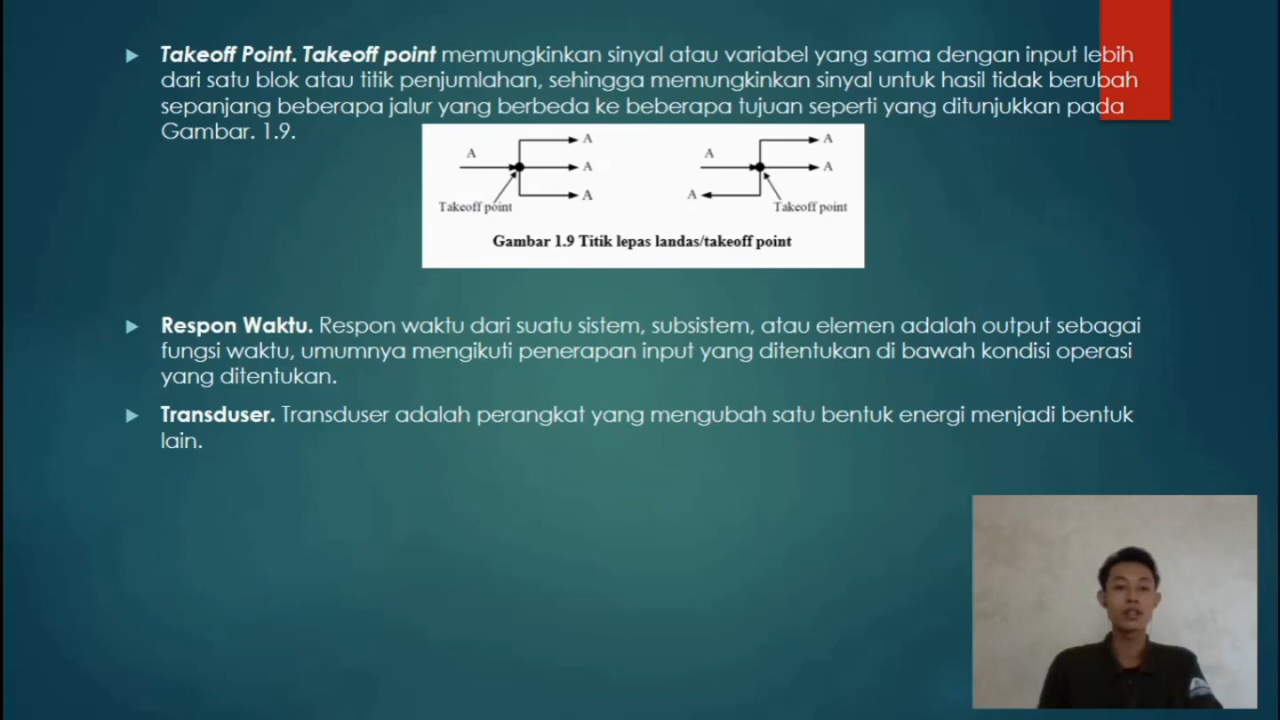 Takeoff Point. Takeoff point memungkinkan sinyal atau variabel yang sama dengan input lebih
dari satu blok atau titik penjumlahan, sehingga memungkinkan sinyal untuk hasil tidak berubah
sepanjang beberapa jalur yang berbeda ke beberapa tujuan seperti yang ditunjukkan pada
Gambar. 1.9.
A
A
A
A
Takeoff point
A
A
A
A
Takeoff point
Gambar 1.9 Titik lepas landas/takeoff point
Respon Waktu. Respon waktu dari suatu sistem, subsistem, atau elemen adalah output sebagai
fungsi waktu, umumnya mengikuti penerapan input yang ditentukan di bawah kondisi operasi
yang ditentukan.
Transduser. Transduser adalah perangkat yang mengubah satu bentuk energi menjadi bentuk
lain.